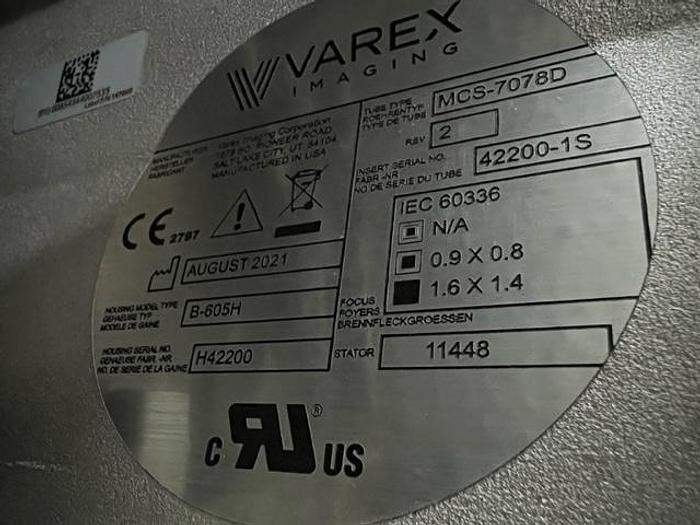 VAREX
IMAGING
MANUFACTURER
HERSTELLER
FABRICANT
Varex Imaging Corporation
1678 SO. PIONEER ROAD
SALT LAKE CITY, UT. 84104
MANUFACTURED IN USA
CE 2797
AUGUST 2021
HOUSING MODEL TYPE
GEHAEUSE TYP
MODELE DE GAINE
B-605H
HOUSING SERIAL NO.
GEHAEUSE FABR. -NR.
NO. DE SERIE DE LA GAINE
H42200
TUBE TYPE
ROEHRENTYP
TYPE DE TUBE
MCS-7078D
REV
2
INSERT SERIAL NO.
FABR -NR
NO DE SERIE DU TUBE
42200-1S
IEC 60336
N/A
0.9 X 0.8
1.6 X 1.4
FOCUS
FOYERS
BRENNFLECKGROESSEN
STATOR
11448
c RU ® US